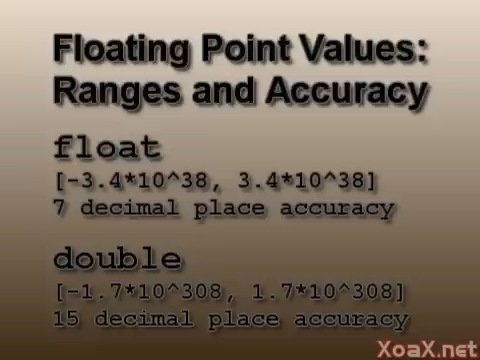 Floating Point Values:
Ranges and Accuracy
float
[-3.4*10^38, 3.4*10^38]
7 decimal place accuracy
double
[-1.7*10^308, 1.7*10^308]
15 decimal place accuracy
XoaX.net